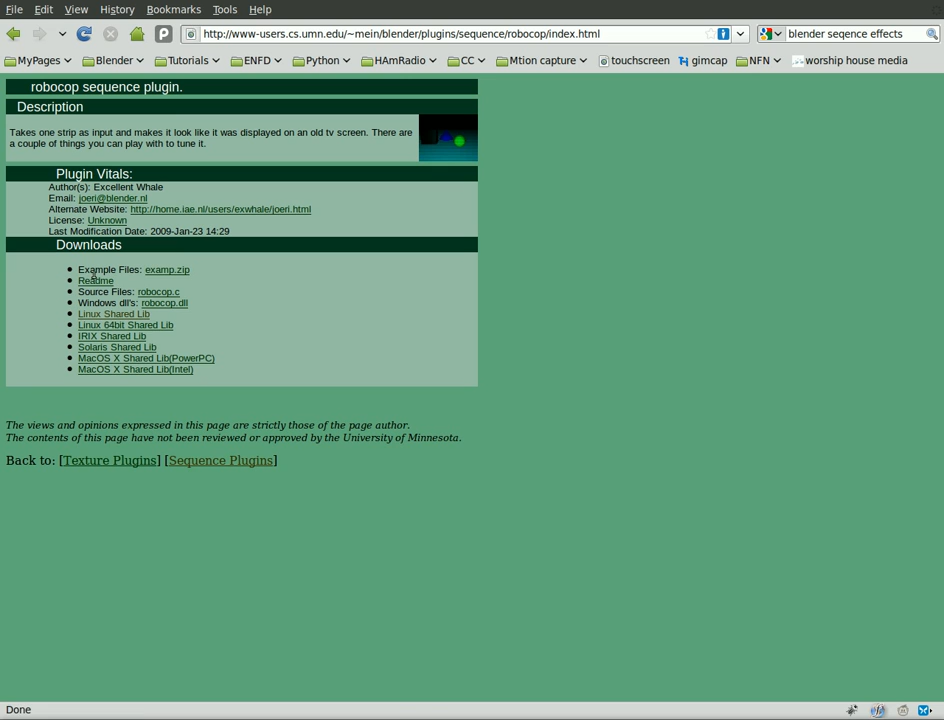 File Edit View History Bookmarks Tools Help
http://www-users.cs.umn.edu/~mein/blender/plugins/sequence/robocop/index.html
blender seqence effects
MyPages Blender Tutorials ENFD Python HAmRadio CC Mtion capture touchscreen gimcap NFN worship house media
robocop sequence plugin.
Description
Takes one strip as input and makes it look like it was displayed on an old tv screen. There are
a couple of things you can play with to tune it.
Plugin Vitals:
Author(s): Excellent Whale
Email: joeri@blender.nl
Alternate Website: http://home.iae.nl/users/exwhale/joeri.html
License: Unknown
Last Modification Date: 2009-Jan-23 14:29
Downloads
Example Files: examp.zip
Readme
Source Files: robocop.c
Windows dll's: robocop.dll
Linux Shared Lib
Linux 64bit Shared Lib
IRIX Shared Lib
Solaris Shared Lib
MacOS X Shared Lib(PowerPC)
MacOS X Shared Lib(Intel)
The views and opinions expressed in this page are strictly those of the page author.
The contents of this page have not been reviewed or approved by the University of Minnesota.
Back to: [Texture Plugins] [Sequence Plugins]
Done